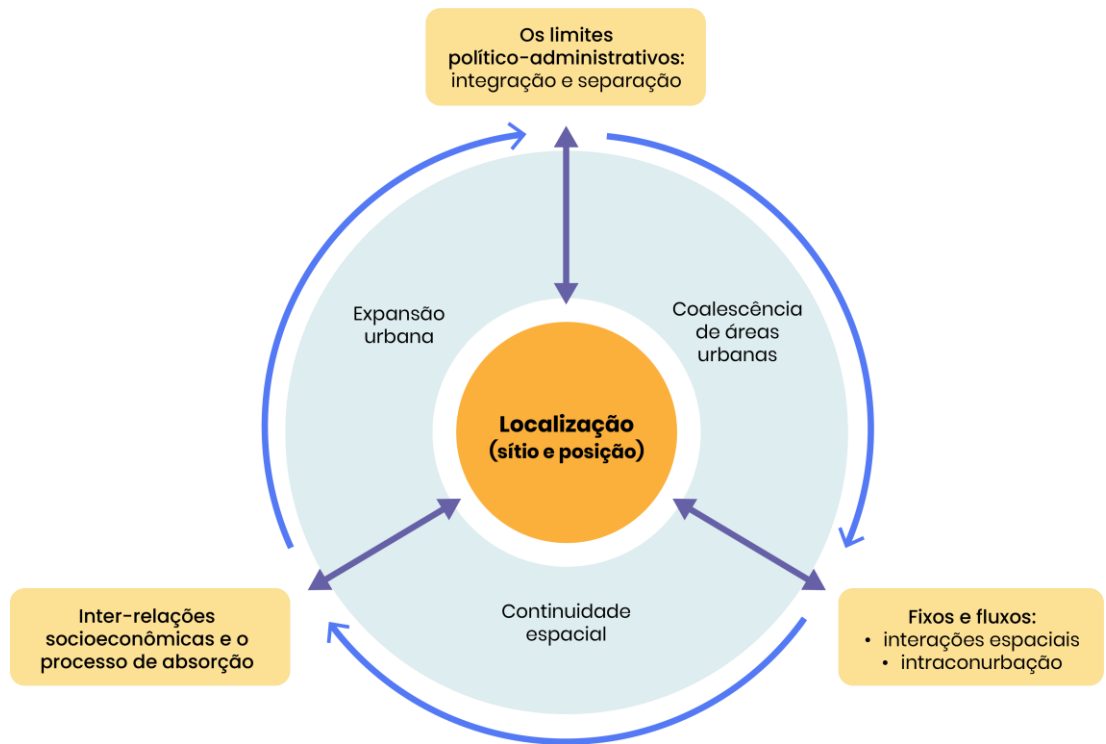 Os limites
político-administrativos:
integração e separação
Expansão
urbana
Coalescência
de áreas
urbanas
Localização
(sítio e posição)
Continuidade
espacial
Inter-relações
socioeconômicas e o
processo de absorção
Fixos e fluxos:
• interações espaciais
• intraconurbação